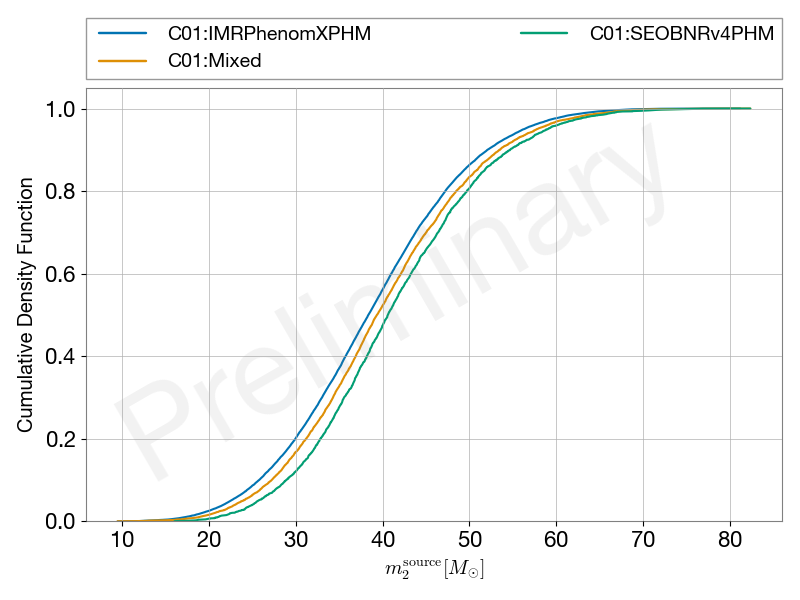 C01:IMRPhenomXPHM C01:SEOBNRv4PHM
C01:Mixed
1.0
0.8
0.6
0.4
0.2
0.0
Cumulative Density Function
Preliminary
10 20 30 40 50 60 70 80
m₂^source [M⊙]